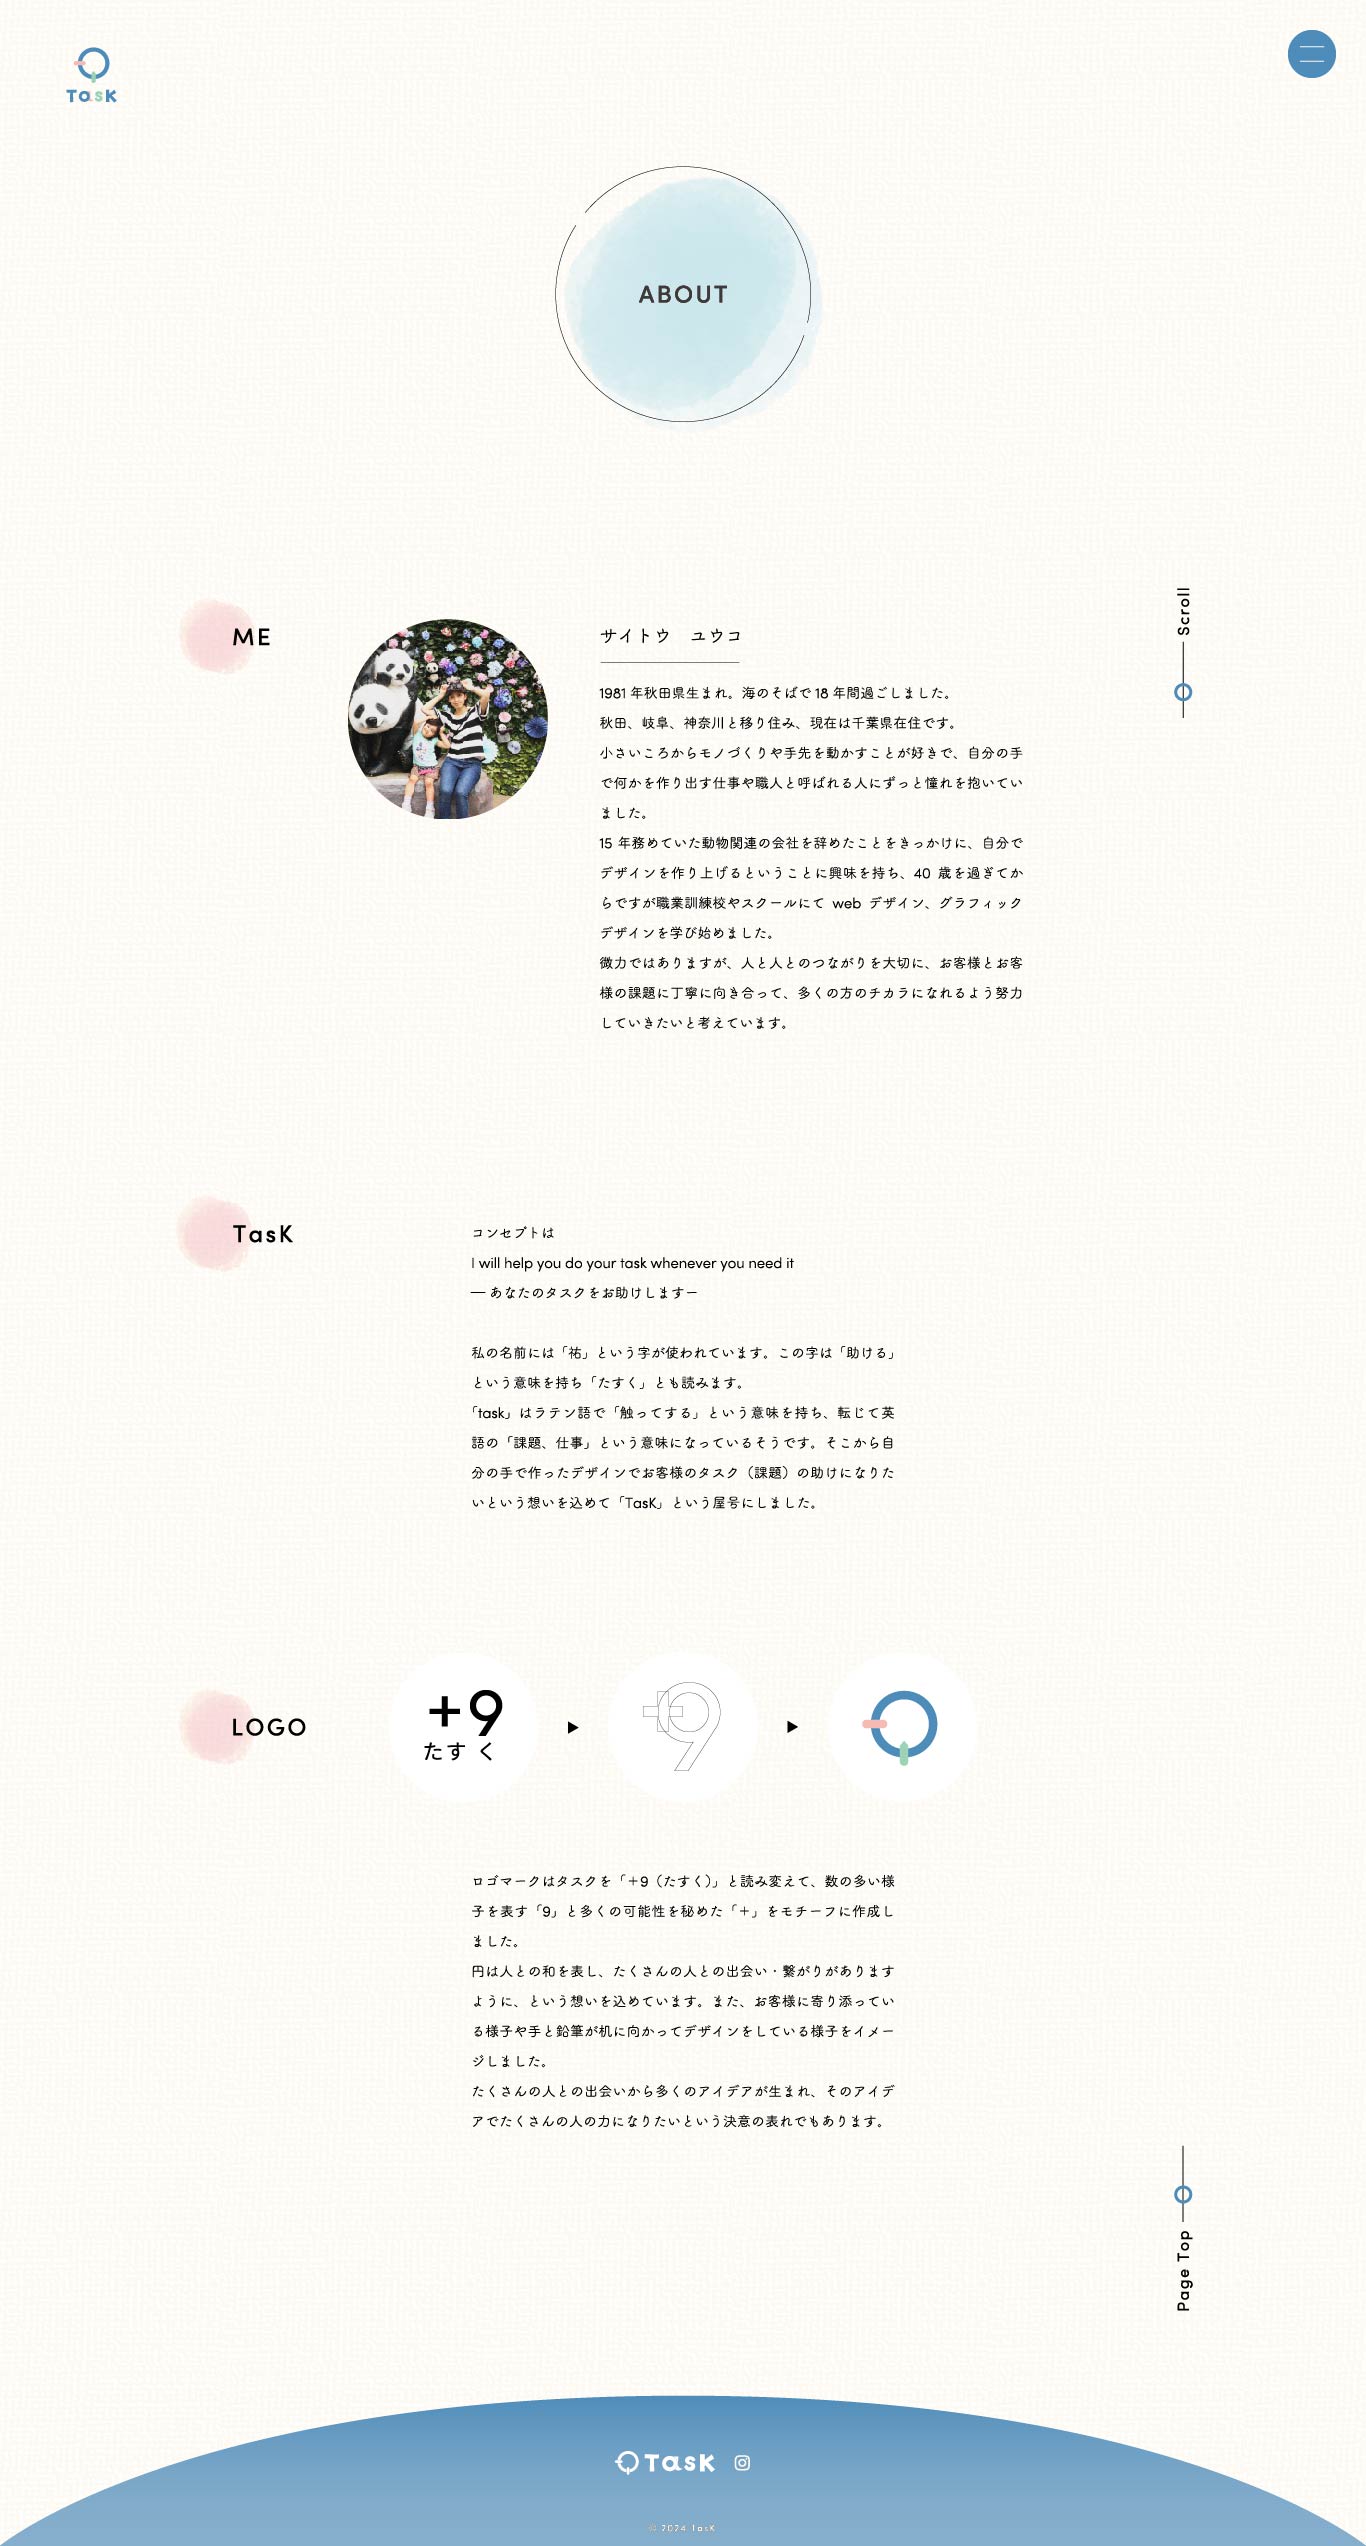 TasK
ABOUT
ME
サイトウ　ユウコ
1981 年秋田県生まれ。海のそばで 18 年間過ごしました。
秋田、岐阜、神奈川と移り住み、現在は千葉県在住です。
小さいころからモノづくりや手先を動かすことが好きで、自分の手
で何かを作り出す仕事や職人と呼ばれる人にずっと憧れを抱いてい
ました。
15 年務めていた動物関連の会社を辞めたことをきっかけに、自分で
デザインを作り上げるということに興味を持ち、40 歳を過ぎてか
らですが職業訓練校やスクールにて web デザイン、グラフィック
デザインを学び始めました。
微力ではありますが、人と人とのつながりを大切に、お客様とお客
様の課題に丁寧に向き合って、多くの方のチカラになれるよう努力
していきたいと考えています。
Scroll
TasK
コンセプトは
I will help you do your task whenever you need it
― あなたのタスクをお助けしますー
私の名前には「祐」という字が使われています。この字は「助ける」
という意味を持ち「たすく」とも読みます。
「task」はラテン語で「触ってする」という意味を持ち、転じて英
語の「課題、仕事」という意味になっているそうです。そこから自
分の手で作ったデザインでお客様のタスク（課題）の助けになりた
いという想いを込めて「TasK」という屋号にしました。
LOGO
+9
たす く
+9
ロゴマークはタスクを「＋9（たすく）」と読み変えて、数の多い様
子を表す「9」と多くの可能性を秘めた「＋」をモチーフに作成し
ました。
円は人との和を表し、たくさんの人との出会い・繋がりがあります
ように、という想いを込めています。また、お客様に寄り添ってい
る様子や手と鉛筆が机に向かってデザインをしている様子をイメー
ジしました。
たくさんの人との出会いから多くのアイデアが生まれ、そのアイデ
アでたくさんの人の力になりたいという決意の表れでもあります。
Page Top
TasK
© 2024 TasK